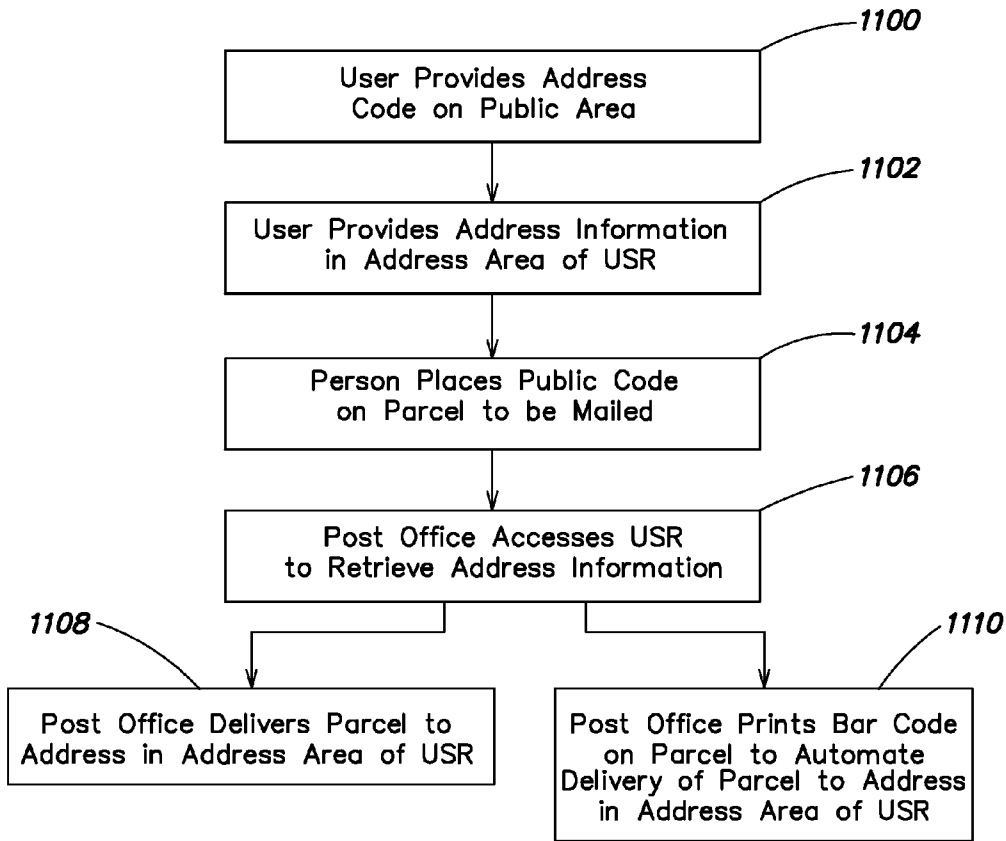 1100
User Provides Address
Code on Public Area
1102
User Provides Address Information
in Address Area of USR
1104
Person Places Public Code
on Parcel to be Mailed
1106
Post Office Accesses USR
to Retrieve Address Information
1108
Post Office Delivers Parcel to
Address in Address Area of USR
1110
Post Office Prints Bar Code
on Parcel to Automate
Delivery of Parcel to Address
in Address Area of USR